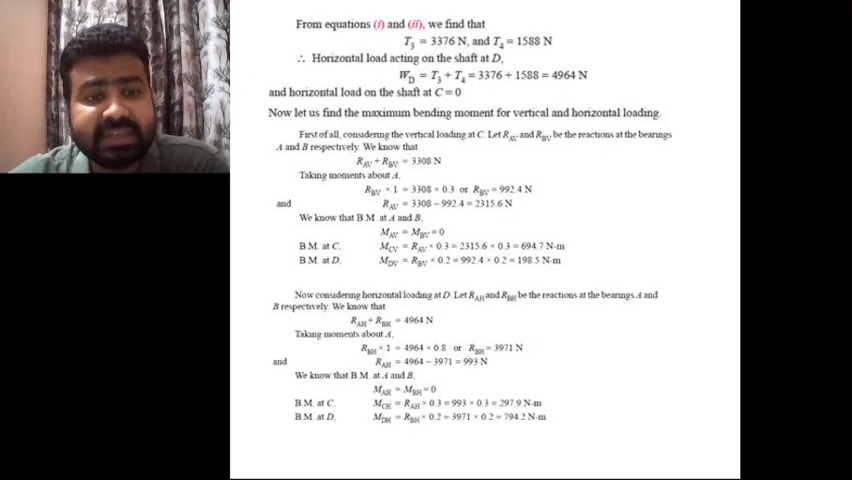 From equations (i) and (ii), we find that
T3 = 3376 N, and T4 = 1588 N
∴ Horizontal load acting on the shaft at D,
WD = T3 + T4 = 3376 + 1588 = 4964 N
and horizontal load on the shaft at C = 0
Now let us find the maximum bending moment for vertical and horizontal loading.
First of all, considering the vertical loading at C. Let RAV and RBV be the reactions at the bearings
A and B respectively. We know that
RAV + RBV = 3308 N
Taking moments about A,
RBV × 1 = 3308 × 0.3 or RBV = 992.4 N
and RAV = 3308 – 992.4 = 2315.6 N
We know that B.M. at A and B,
MAV = MBV = 0
B.M. at C, MCV = RAV × 0.3 = 2315.6 × 0.3 = 694.7 N-m
B.M. at D, MDV = RBV × 0.2 = 992.4 × 0.2 = 198.5 N-m
Now considering horizontal loading at D. Let RAH and RBH be the reactions at the bearings A and
B respectively. We know that
RAH + RBH = 4964 N
Taking moments about A,
RBH × 1 = 4964 × 0.8 or RBH = 3971 N
and RAH = 4964 – 3971 = 993 N
We know that B.M. at A and B,
MAH = MBH = 0
B.M. at C, MCH = RAH × 0.3 = 993 × 0.3 = 297.9 N-m
B.M. at D, MDH = RBH × 0.2 = 3971 × 0.2 = 794.2 N-m